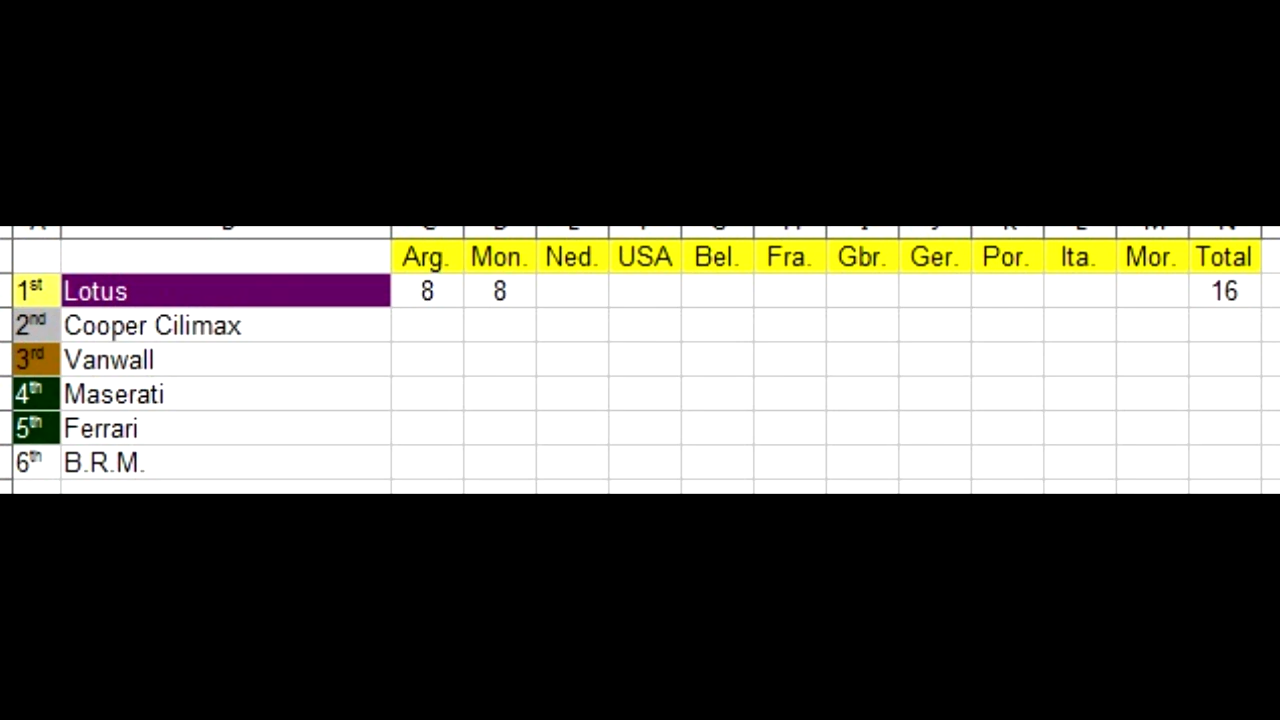 Arg. Mon. Ned. USA Bel. Fra. Gbr. Ger. Por. Ita. Mor. Total
1st Lotus 8 8 16
2nd Cooper Cilimax
3rd Vanwall
4th Maserati
5th Ferrari
6th B.R.M.